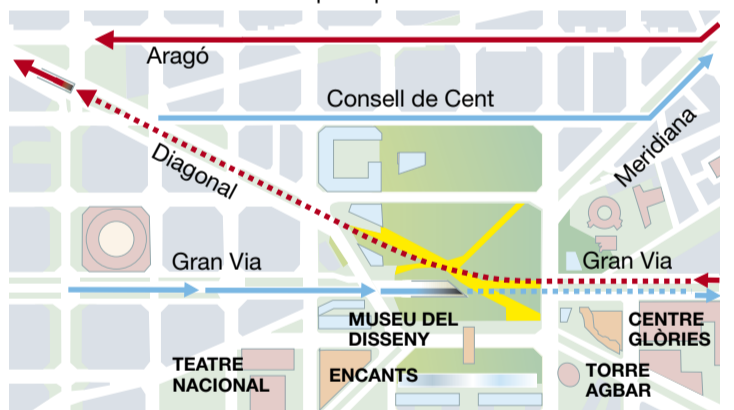 Aragó
Consell de Cent
Meridiana
Diagonal
Gran Via
Gran Via
MUSEU DEL
DISSENY
CENTRE
GLÒRIES
TEATRE
NACIONAL
ENCANTS
TORRE
AGBAR